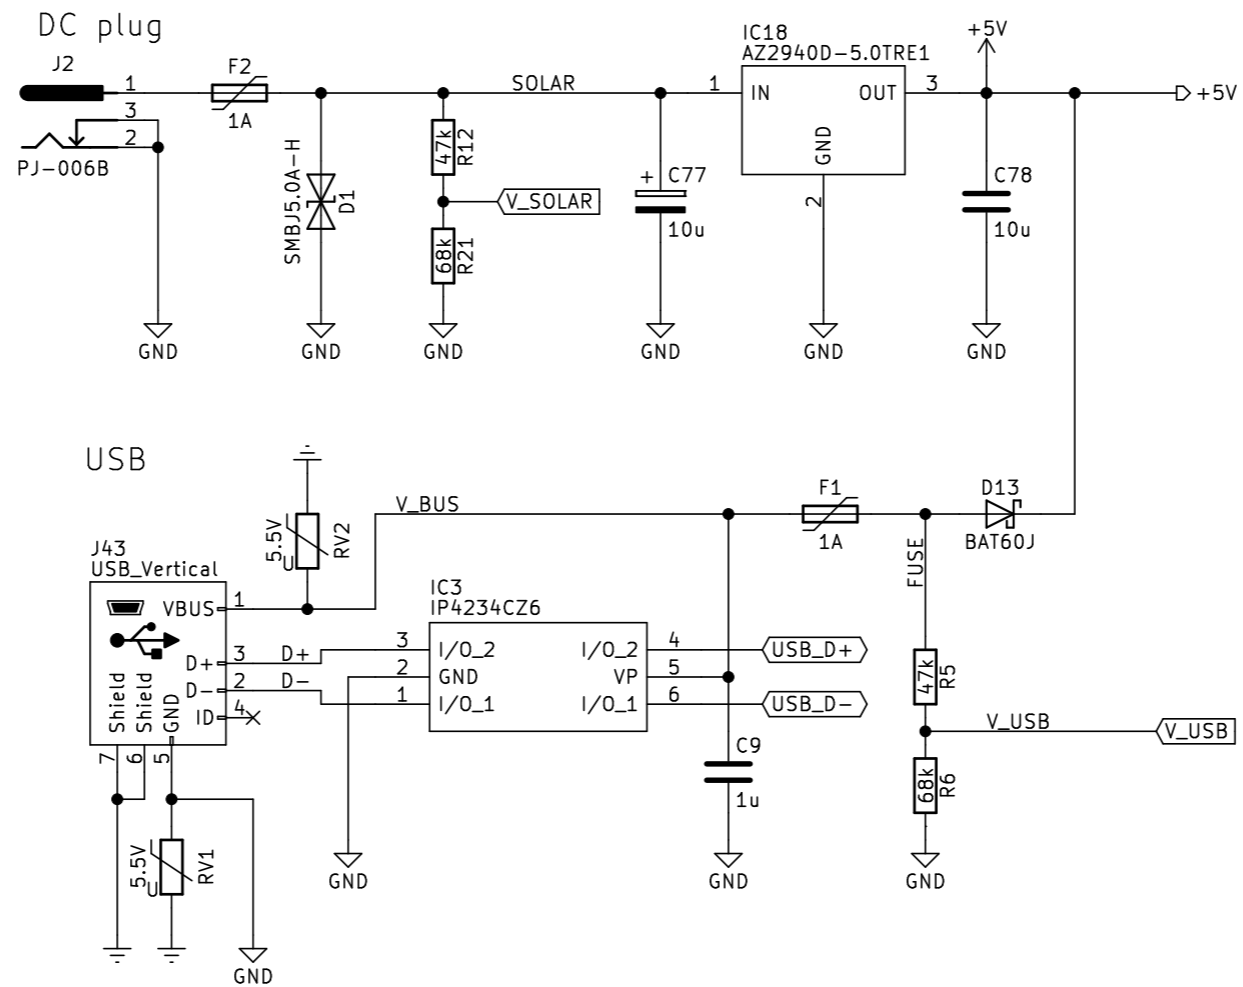 DC plug
J2
1
3
2
PJ-006B
F2
1A
SOLAR
SMBJ5.0A-H
D1
47k
R12
V_SOLAR
68k
R21
+
C77
10u
IC18
AZ2940D-5.0TRE1
1
IN
OUT
3
GND
2
+5V
+5V
C78
10u
GND
GND
GND
GND
GND
GND
USB
5.5V
U
RV2
V_BUS
F1
1A
D13
BAT60J
FUSE
J43
USB_Vertical
VBUS
1
D+
3
D+
D-
2
D-
ID
4
Shield
Shield
GND
7
6
5
IC3
IP4234CZ6
3
I/O_2
I/O_2
4
USB_D+
2
GND
VP
5
1
I/O_1
I/O_1
6
USB_D-
C9
1u
47k
R5
V_USB
V_USB
68k
R6
5.5V
U
RV1
GND
GND
GND
GND